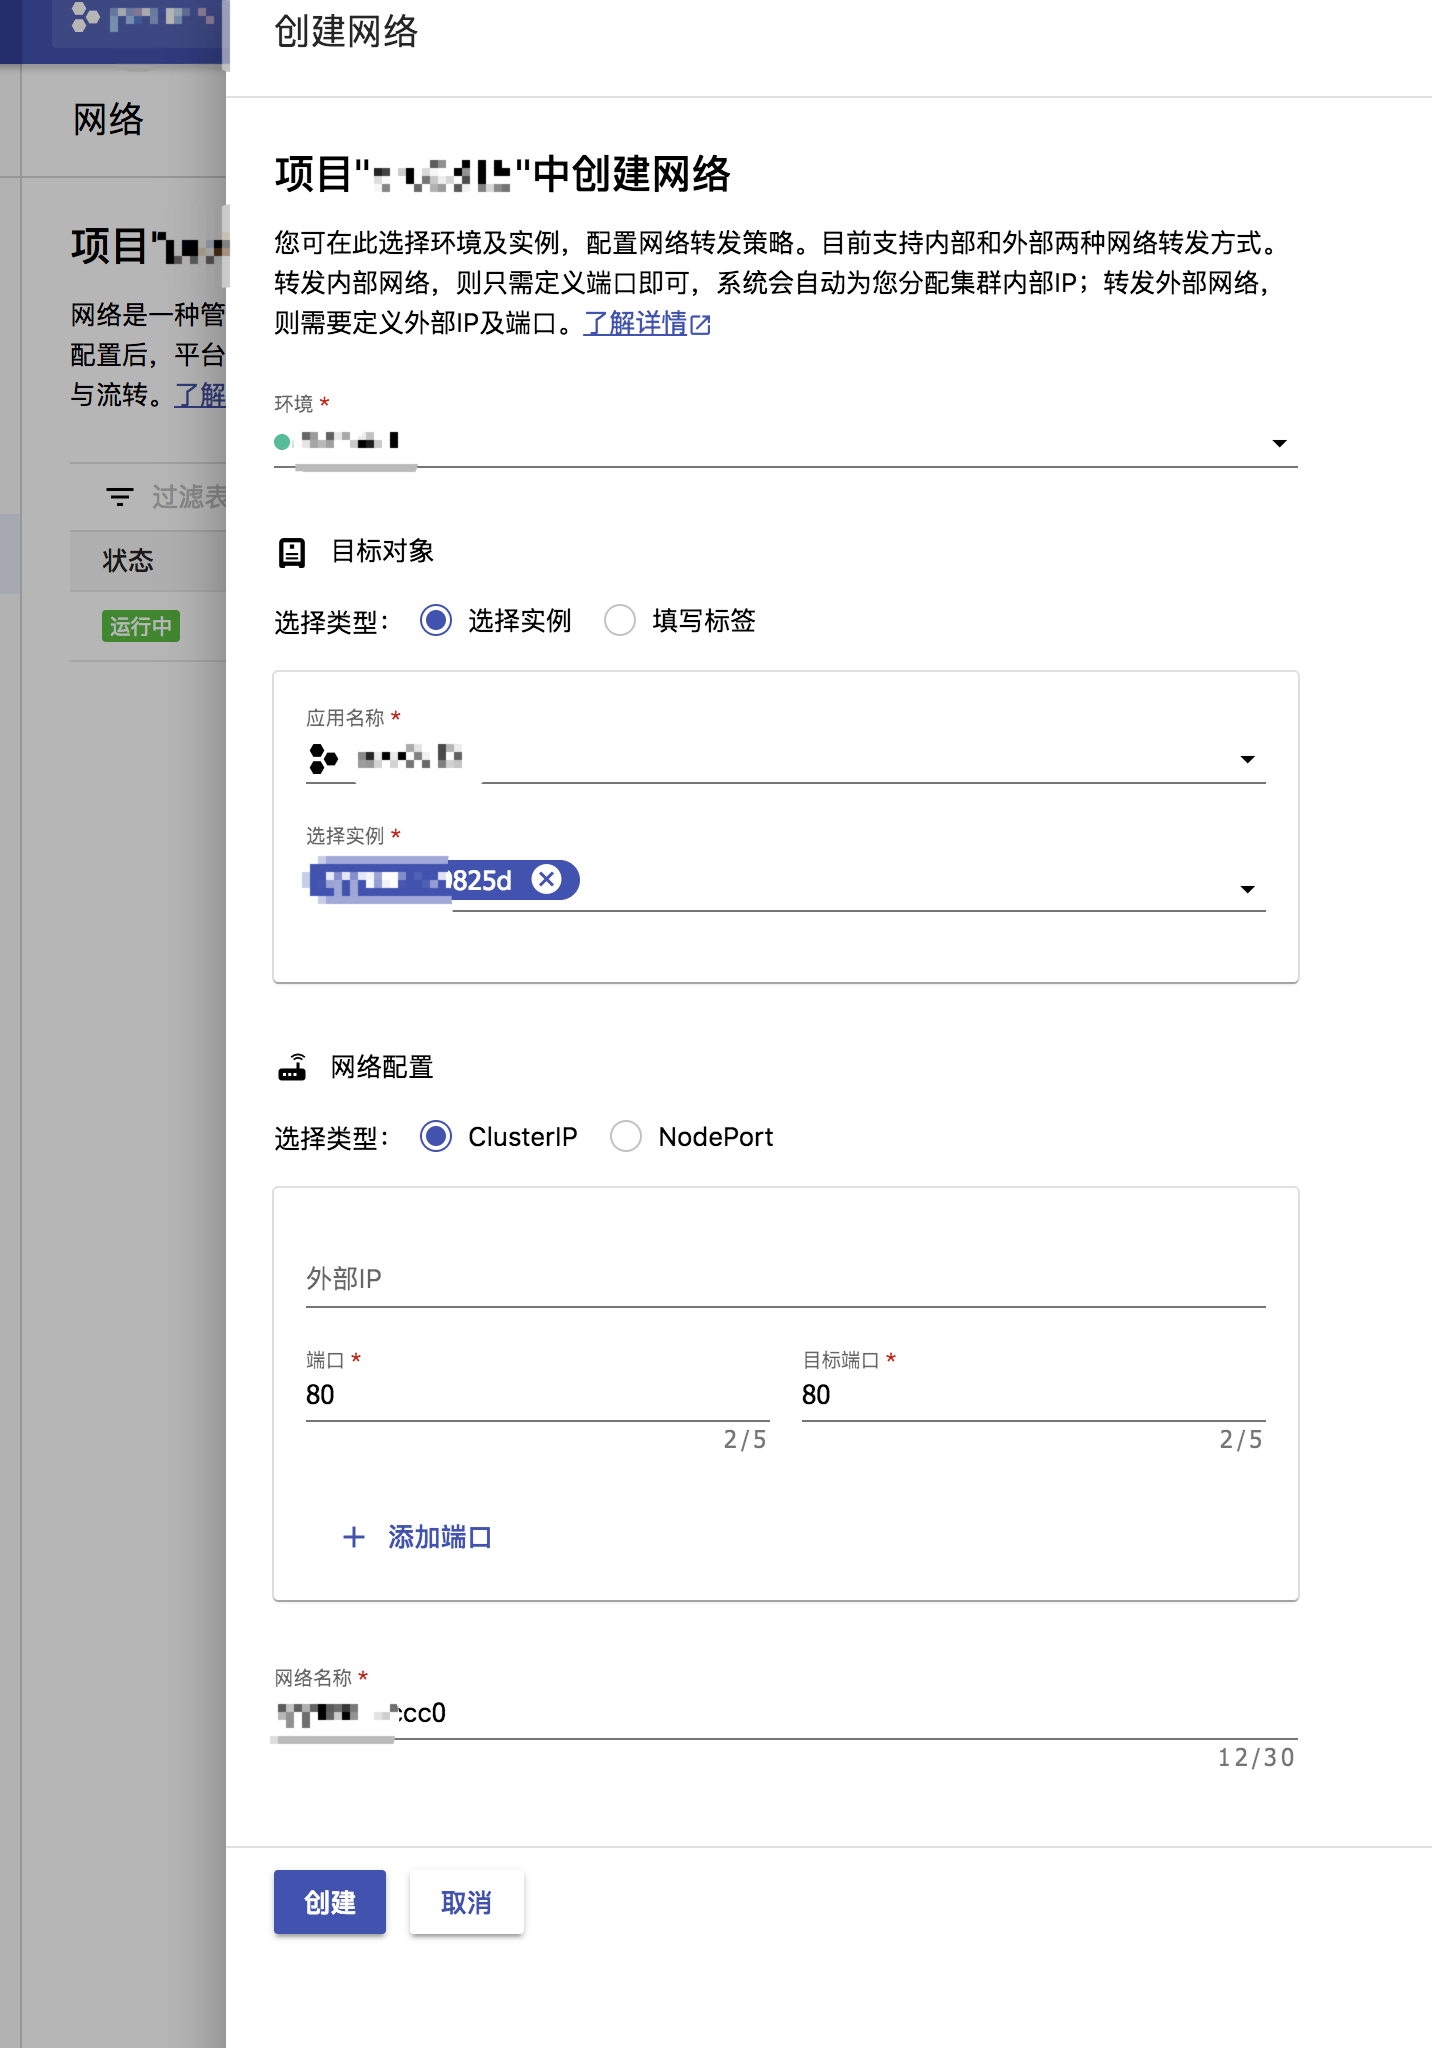 创建网络
网络
项目"
网络是一种管
配置后，平台
与流转。了解
过滤表
状态
运行中
项目" "中创建网络
您可在此选择环境及实例，配置网络转发策略。目前支持内部和外部两种网络转发方式。
转发内部网络，则只需定义端口即可，系统会自动为您分配集群内部IP；转发外部网络，
则需要定义外部IP及端口。了解详情
环境 *
目标对象
选择类型： 选择实例 填写标签
应用名称 *
选择实例 *
825d
网络配置
选择类型： ClusterIP NodePort
外部IP
端口 * 目标端口 *
80 80
2/5 2/5
+ 添加端口
网络名称 *
ccc0
12/30
创建 取消